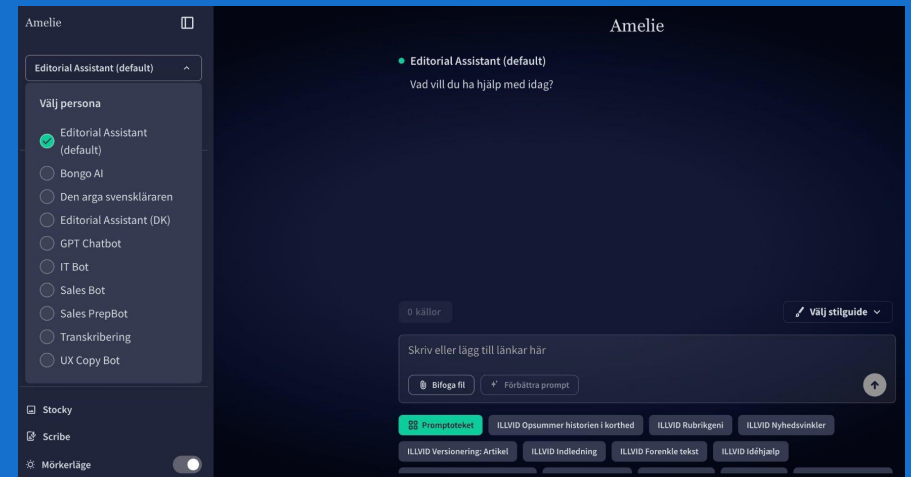 Amelie
Editorial Assistant (default)
Välj persona
Editorial Assistant
(default)
Bongo AI
Den arga svenskläraren
Editorial Assistant (DK)
GPT Chatbot
IT Bot
Sales Bot
Sales PrepBot
Transkribering
UX Copy Bot
Stocky
Scribe
Mörkerläge
Amelie
Editorial Assistant (default)
Vad vill du ha hjälp med idag?
0 källor
Välj stilguide
Skriv eller lägg till länkar här
Bifoga fil
Förbättra prompt
Promptoteket
ILLVID Opsummer historien i korthed
ILLVID Rubrikgeni
ILLVID Nyhedsvinkler
ILLVID Versionering: Artikel
ILLVID Indledning
ILLVID Forenkle tekst
ILLVID Idéhjælp